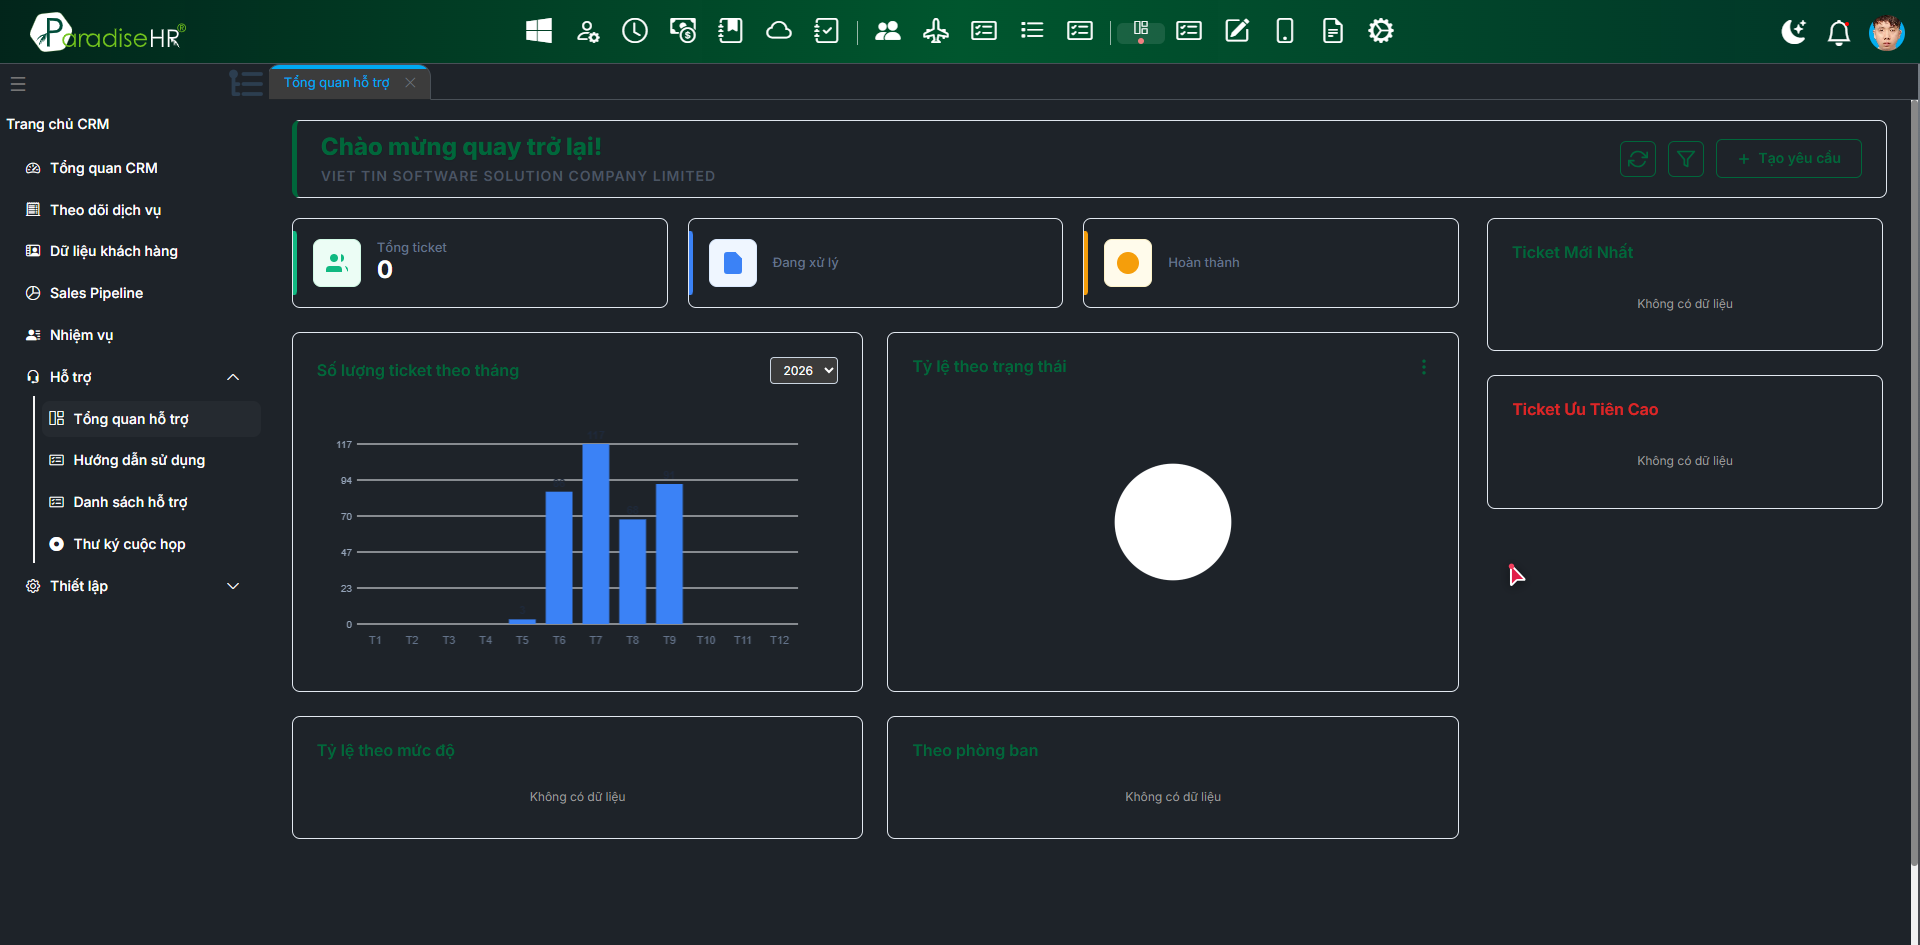 ParadiseHR®
Tổng quan hỗ trợ
Trang chủ CRM
Tổng quan CRM
Theo dõi dịch vụ
Dữ liệu khách hàng
Sales Pipeline
Nhiệm vụ
Hỗ trợ
Tổng quan hỗ trợ
Hướng dẫn sử dụng
Danh sách hỗ trợ
Thư ký cuộc họp
Thiết lập
Chào mừng quay trở lại!
VIET TIN SOFTWARE SOLUTION COMPANY LIMITED
Tạo yêu cầu
Tổng ticket
0
Đang xử lý
Hoàn thành
Ticket Mới Nhất
Không có dữ liệu
Ticket Ưu Tiên Cao
Không có dữ liệu
Số lượng ticket theo tháng
2026
117
94
70
47
23
0
T1 T2 T3 T4 T5 T6 T7 T8 T9 T10 T11 T12
Tỷ lệ theo trạng thái
Tỷ lệ theo mức độ
Không có dữ liệu
Theo phòng ban
Không có dữ liệu